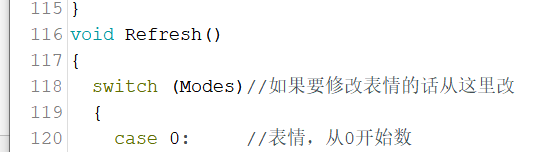 115 }
116 void Refresh()
117 {
118   switch (Modes)//如果要修改表情的话从这里改
119   {
120     case 0:     //表情，从0开始数